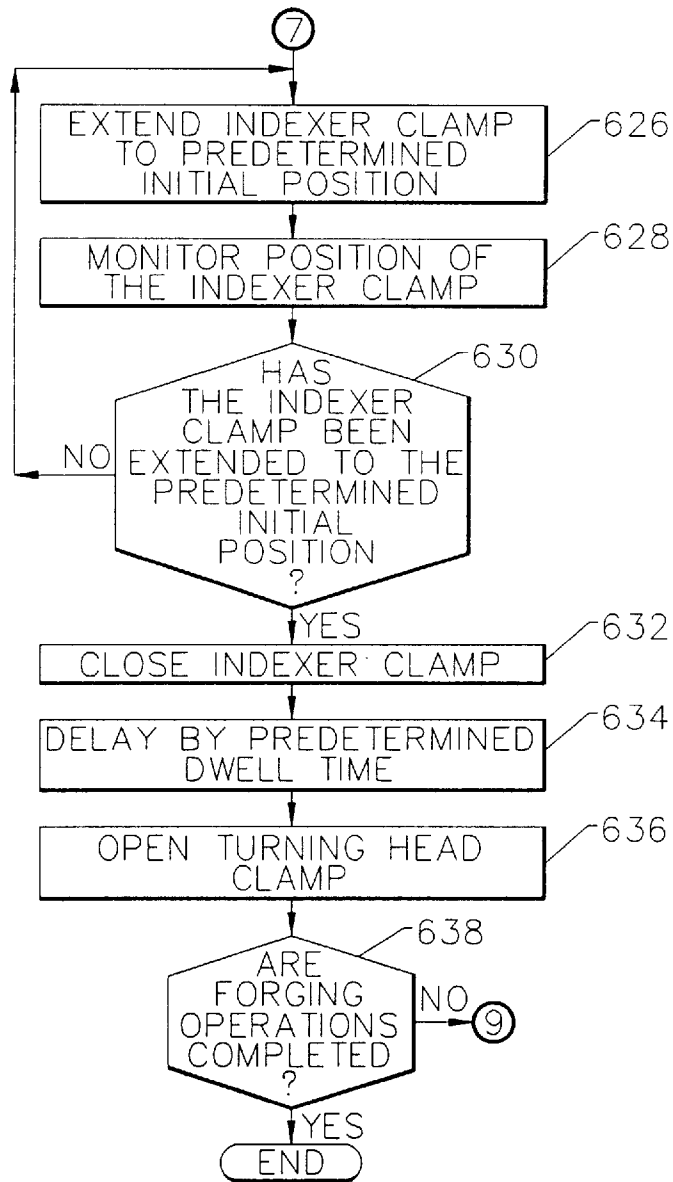 7
EXTEND INDEXER CLAMP
TO PREDETERMINED
INITIAL POSITION
626
MONITOR POSITION OF
THE INDEXER CLAMP
628
HAS
THE INDEXER
CLAMP BEEN
EXTENDED TO THE
PREDETERMINED
INITIAL
POSITION
?
630
NO
YES
CLOSE INDEXER CLAMP
632
DELAY BY PREDETERMINED
DWELL TIME
634
OPEN TURNING HEAD
CLAMP
636
ARE
FORGING
OPERATIONS
COMPLETED
?
638
NO
9
YES
END